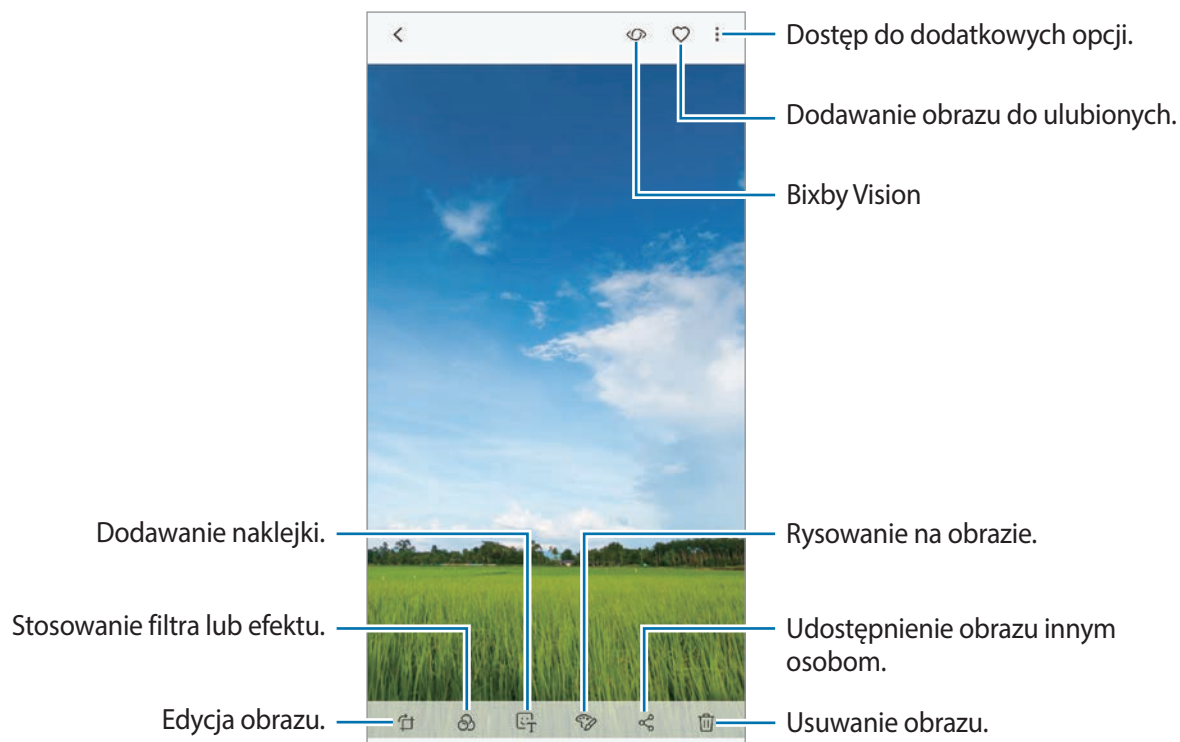 Dostęp do dodatkowych opcji.
Dodawanie obrazu do ulubionych.
Bixby Vision
Dodawanie naklejki.
Rysowanie na obrazie.
Stosowanie filtra lub efektu.
Udostępnienie obrazu innym
osobom.
Edycja obrazu.
Usuwanie obrazu.